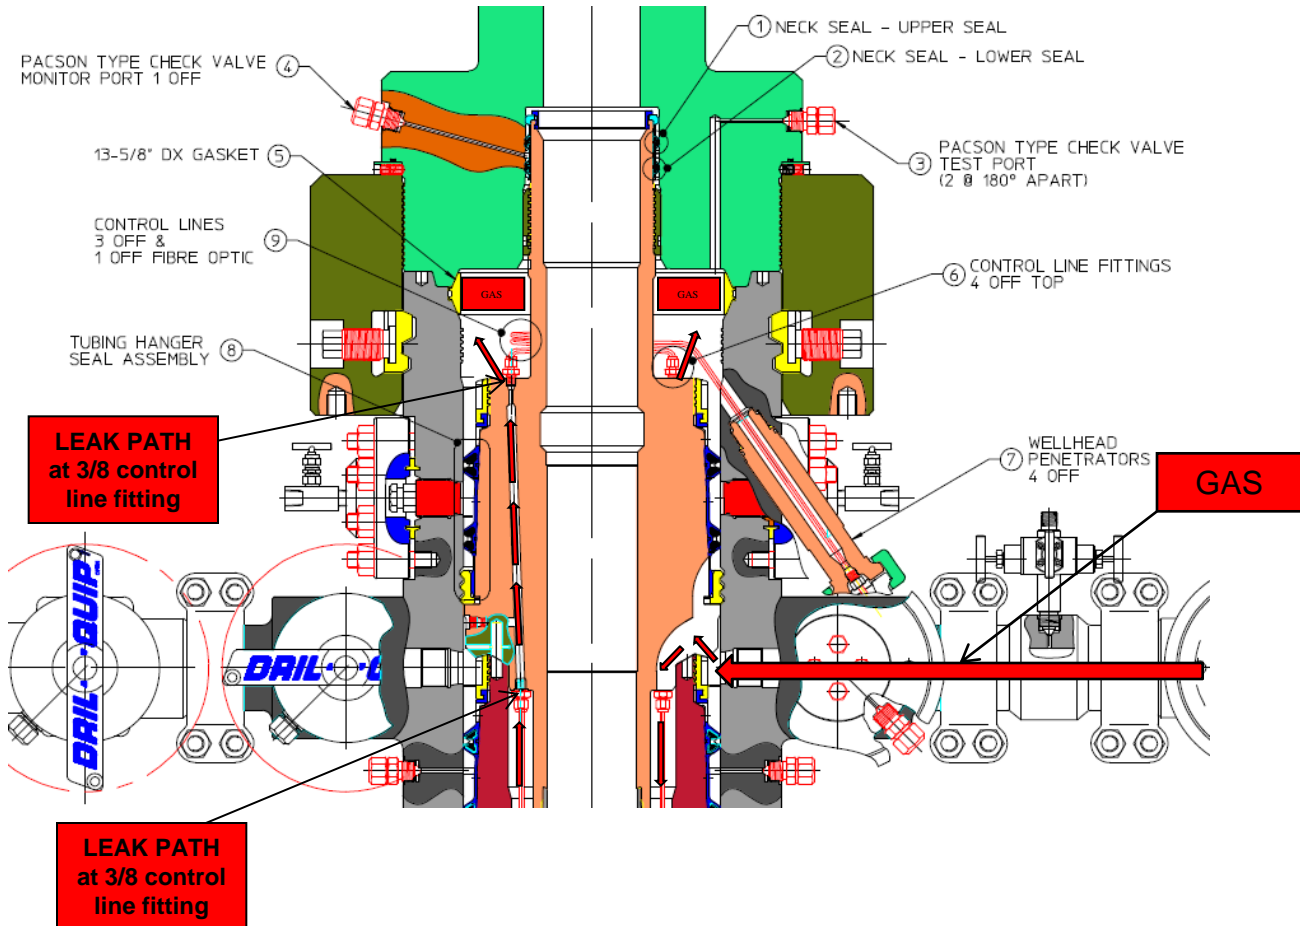 1 NECK SEAL - UPPER SEAL
2 NECK SEAL - LOWER SEAL
PACSON TYPE CHECK VALVE
MONITOR PORT 1 OFF
4
13-5/8" DX GASKET 5
3
PACSON TYPE CHECK VALVE
TEST PORT
(2 @ 180° APART)
CONTROL LINES
3 OFF &
1 OFF FIBRE OPTIC
9
GAS
GAS
6
CONTROL LINE FITTINGS
4 OFF TOP
TUBING HANGER
SEAL ASSEMBLY
8
LEAK PATH
at 3/8 control
line fitting
7
WELLHEAD
PENETRATORS
4 OFF
GAS
DRIL-QUIP
DRIL-Q
LEAK PATH
at 3/8 control
line fitting